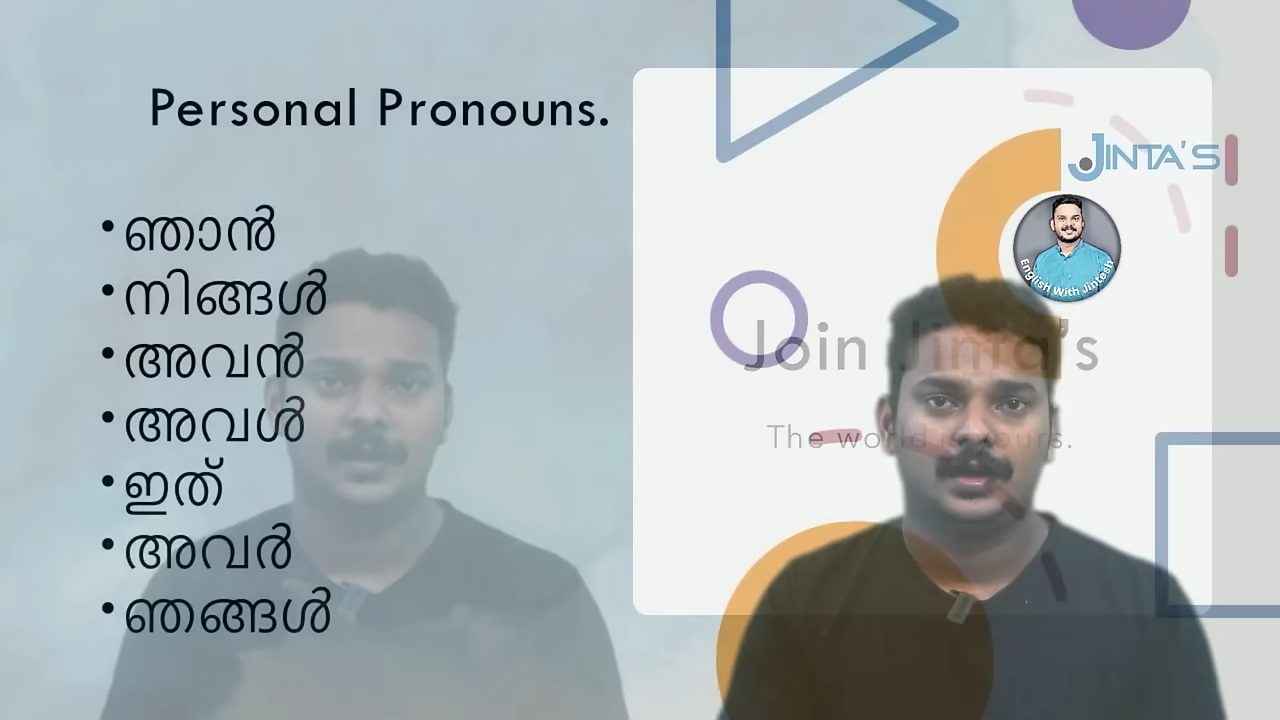 Personal Pronouns.
•ഞാൻ
•നിങ്ങൾ
•അവൻ
•അവൾ
•ഇത്
•അവർ
•ഞങ്ങൾ
JINTA'S
English With Jintesh
Join Jinta's
The world is yours.